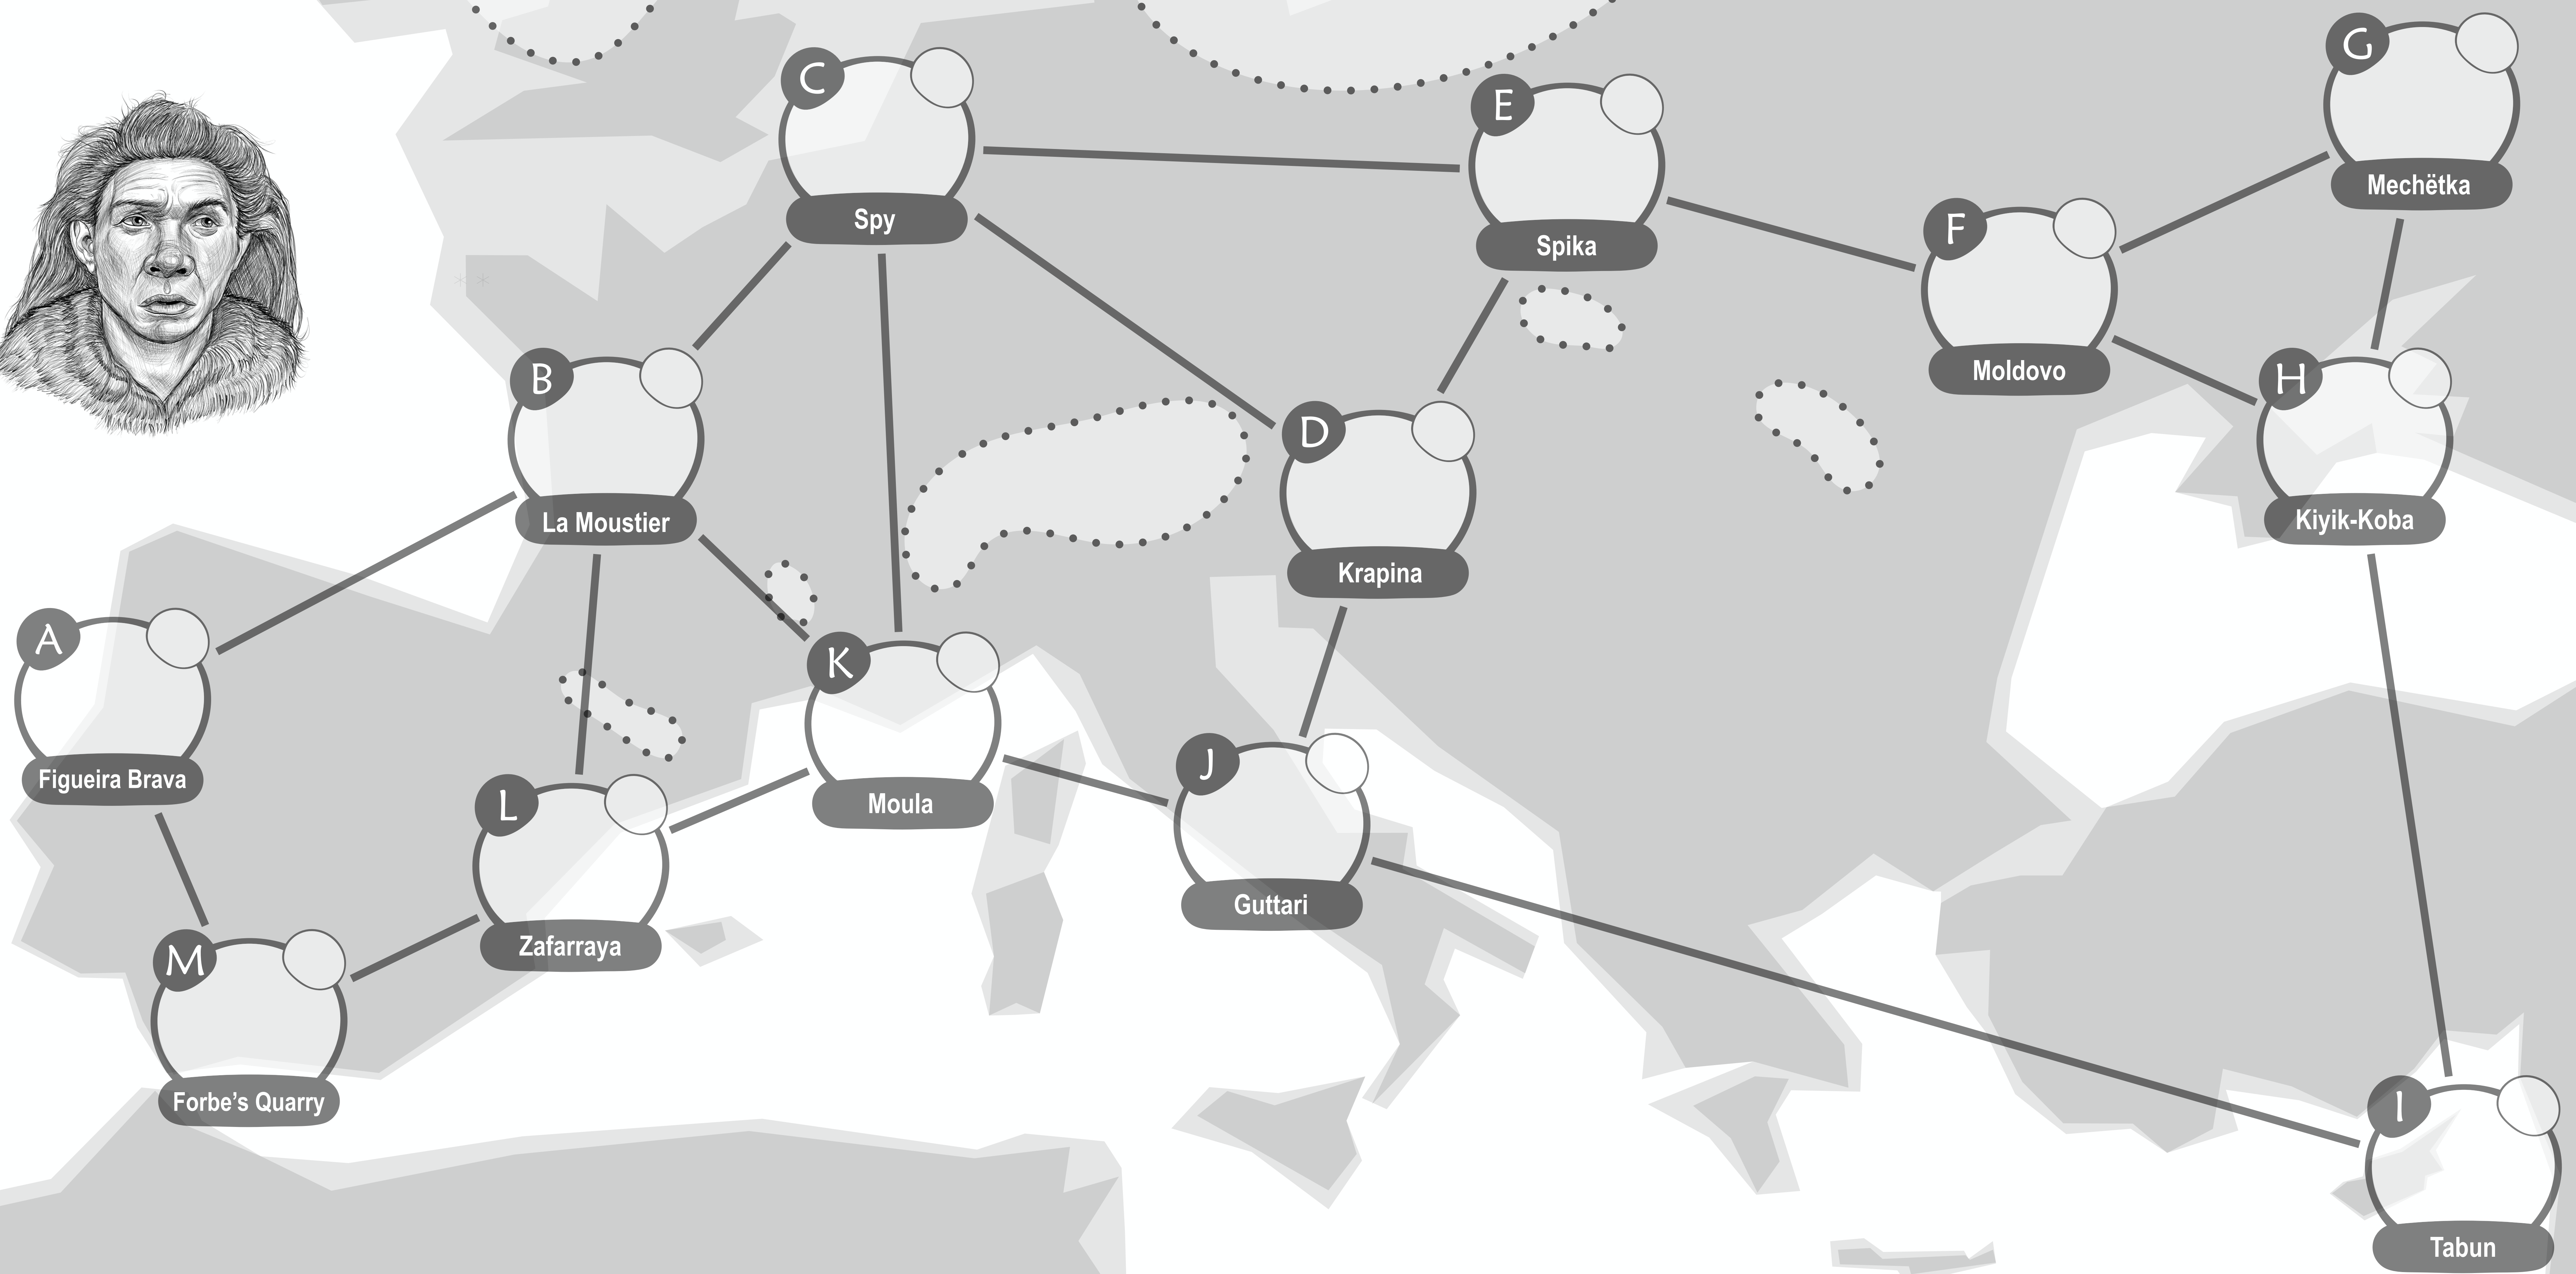 G
Mechëtka
C
Spy
E
Spika
F
Moldovo
B
La Moustier
H
Kiyik-Koba
D
Krapina
A
Figueira Brava
K
Moula
J
Guttari
L
Zafarraya
M
Forbe's Quarry
I
Tabun